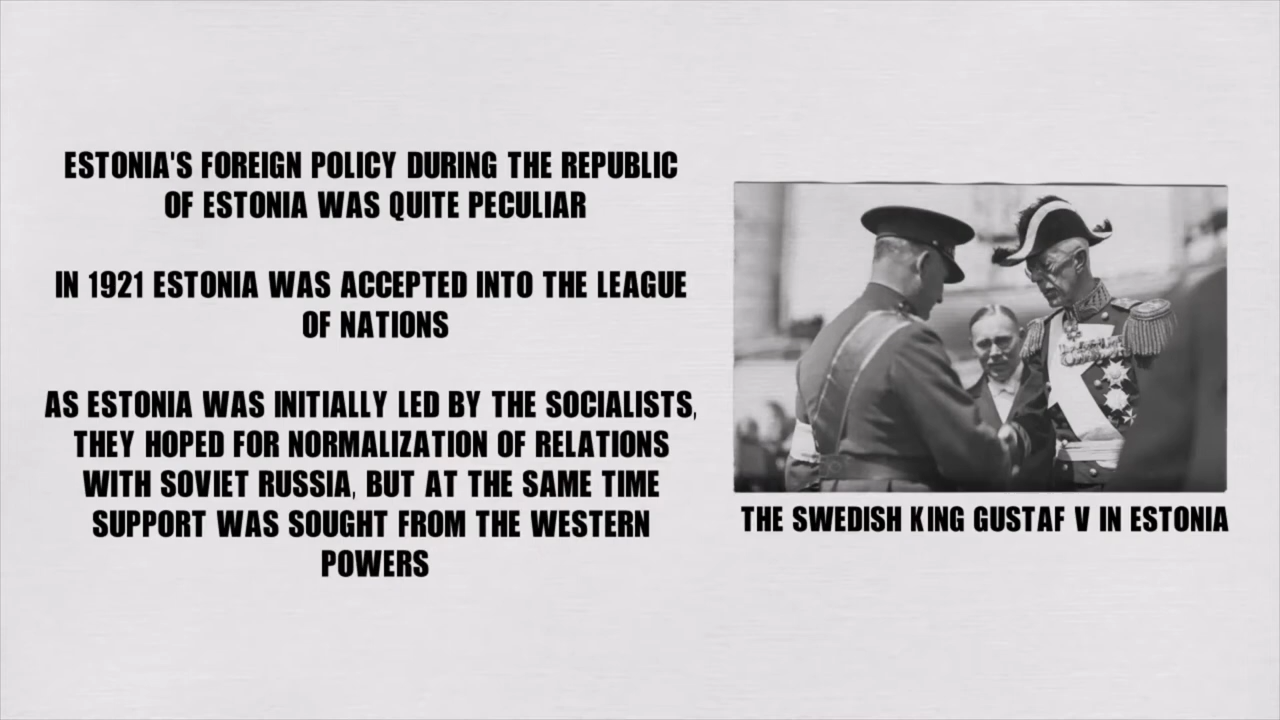 ESTONIA'S FOREIGN POLICY DURING THE REPUBLIC
OF ESTONIA WAS QUITE PECULIAR
IN 1921 ESTONIA WAS ACCEPTED INTO THE LEAGUE
OF NATIONS
AS ESTONIA WAS INITIALLY LED BY THE SOCIALISTS,
THEY HOPED FOR NORMALIZATION OF RELATIONS
WITH SOVIET RUSSIA, BUT AT THE SAME TIME
SUPPORT WAS SOUGHT FROM THE WESTERN
POWERS
THE SWEDISH KING GUSTAF V IN ESTONIA